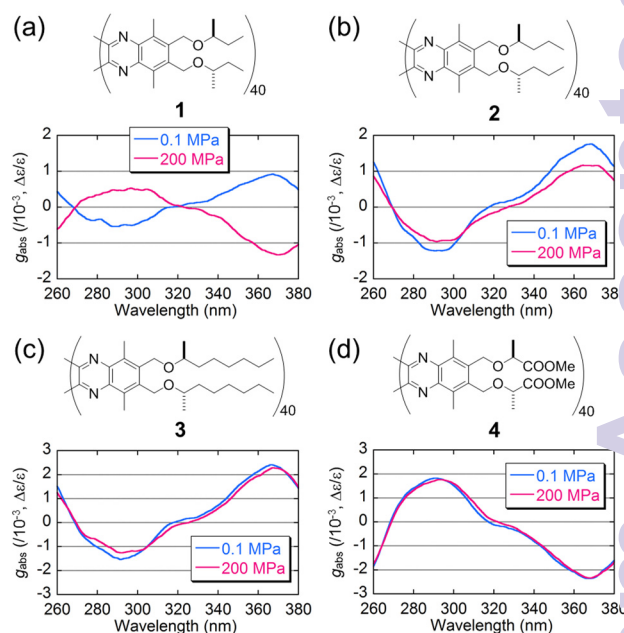 (a)
N
N
O
O
40
1
2
1
0
-1
-2
g_abs (/10⁻³, Δε/ε)
0.1 MPa
200 MPa
260 280 300 320 340 360 380
Wavelength (nm)
(b)
N
N
O
O
40
2
2
1
0
-1
-2
g_abs (/10⁻³, Δε/ε)
0.1 MPa
200 MPa
260 280 300 320 340 360 380
Wavelength (nm)
(c)
N
N
O
O
40
3
3
2
1
0
-1
-2
-3
g_abs (/10⁻³, Δε/ε)
0.1 MPa
200 MPa
260 280 300 320 340 360 380
Wavelength (nm)
(d)
N
N
O
COOMe
O
COOMe
40
4
3
2
1
0
-1
-2
-3
g_abs (/10⁻³, Δε/ε)
0.1 MPa
200 MPa
260 280 300 320 340 360 380
Wavelength (nm)